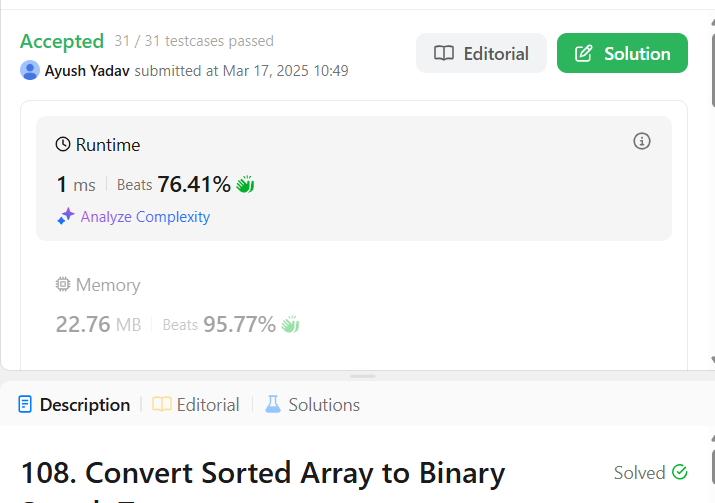 Accepted 31 / 31 testcases passed
Ayush Yadav submitted at Mar 17, 2025 10:49
Editorial
Solution
Runtime
1 ms Beats 76.41%
Analyze Complexity
Memory
22.76 MB Beats 95.77%
Description Editorial Solutions
108. Convert Sorted Array to Binary
Solved